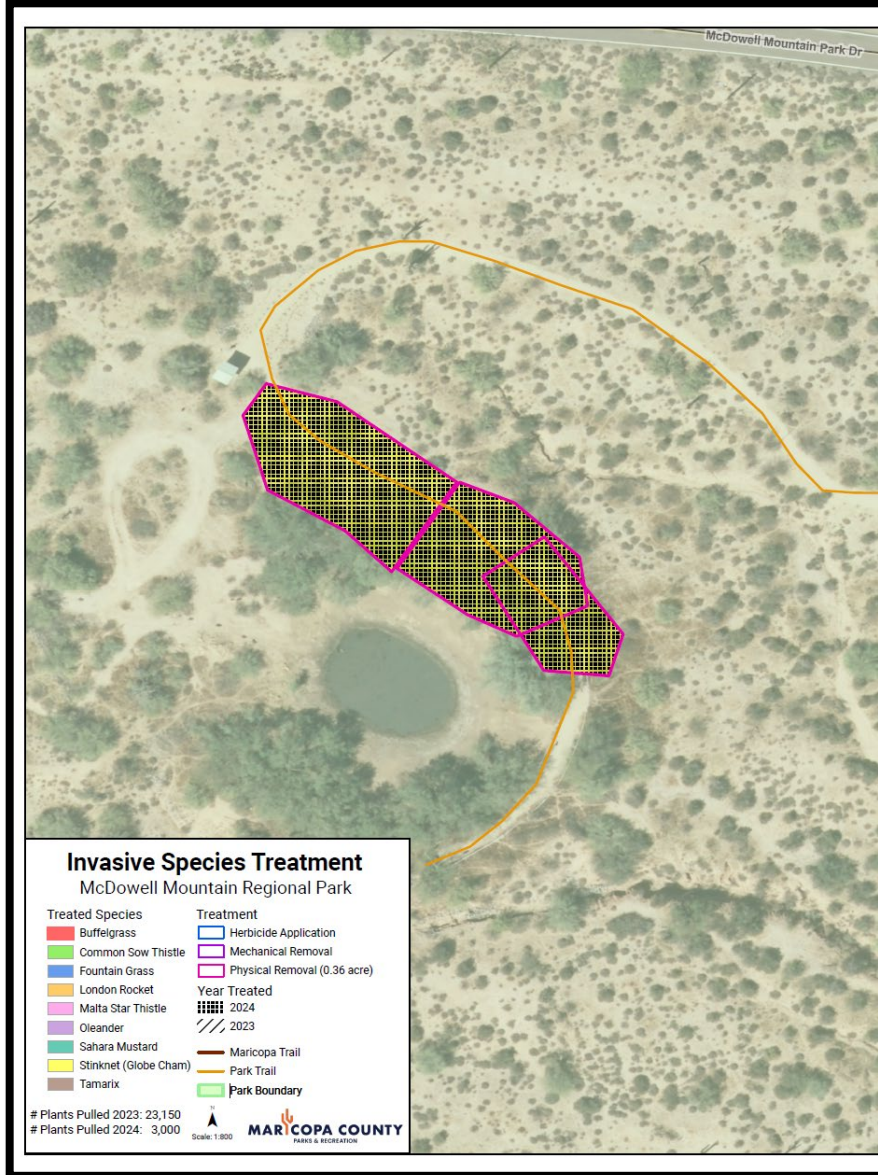 McDowell Mountain Park Dr
Invasive Species Treatment
McDowell Mountain Regional Park
Treated Species
Buffelgrass
Common Sow Thistle
Fountain Grass
London Rocket
Malta Star Thistle
Oleander
Sahara Mustard
Stinknet (Globe Cham)
Tamarix
Treatment
Herbicide Application
Mechanical Removal
Physical Removal (0.36 acre)
Year Treated
2024
2023
Maricopa Trail
Park Trail
Park Boundary
# Plants Pulled 2023: 23,150
# Plants Pulled 2024: 3,000
N
Scale: 1:800
MARICOPA COUNTY
PARKS & RECREATION